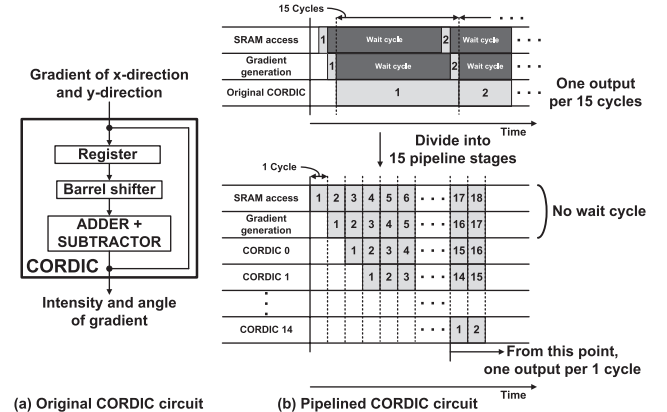 Gradient of x-direction
and y-direction
Register
Barrel shifter
ADDER +
SUBTRACTOR
CORDIC
Intensity and angle
of gradient
(a) Original CORDIC circuit
15 Cycles
SRAM access 1 Wait cycle 2 Wait cycle
Gradient
generation 1 Wait cycle 2 Wait cycle
Original CORDIC 1 2
One output
per 15 cycles
Time
Divide into
15 pipeline stages
1 Cycle
SRAM access 1 2 3 4 5 6 17 18
Gradient
generation 1 2 3 4 5 16 17
No wait cycle
CORDIC 0 1 2 3 4 15 16
CORDIC 1 1 2 3 14 15
CORDIC 14 1 2
From this point,
one output per 1 cycle
Time
(b) Pipelined CORDIC circuit